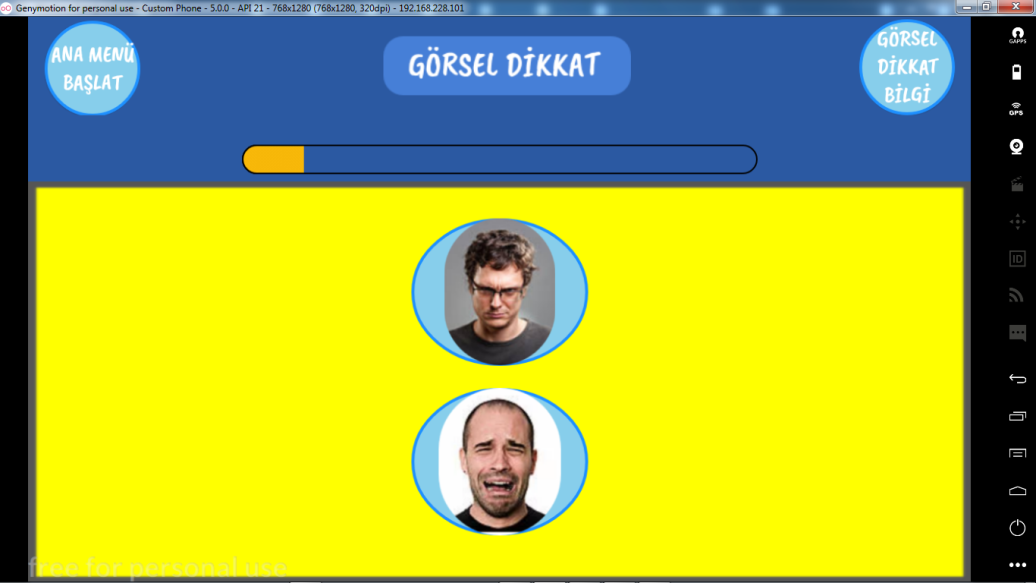 Genymotion for personal use - Custom Phone - 5.0.0 - API 21 - 768x1280 (768x1280, 320dpi) - 192.168.228.101
ANA MENÜ
BAŞLAT
GÖRSEL DİKKAT
GÖRSEL
DİKKAT
BİLGİ
GAPPS
GPS
ID
free for personal use